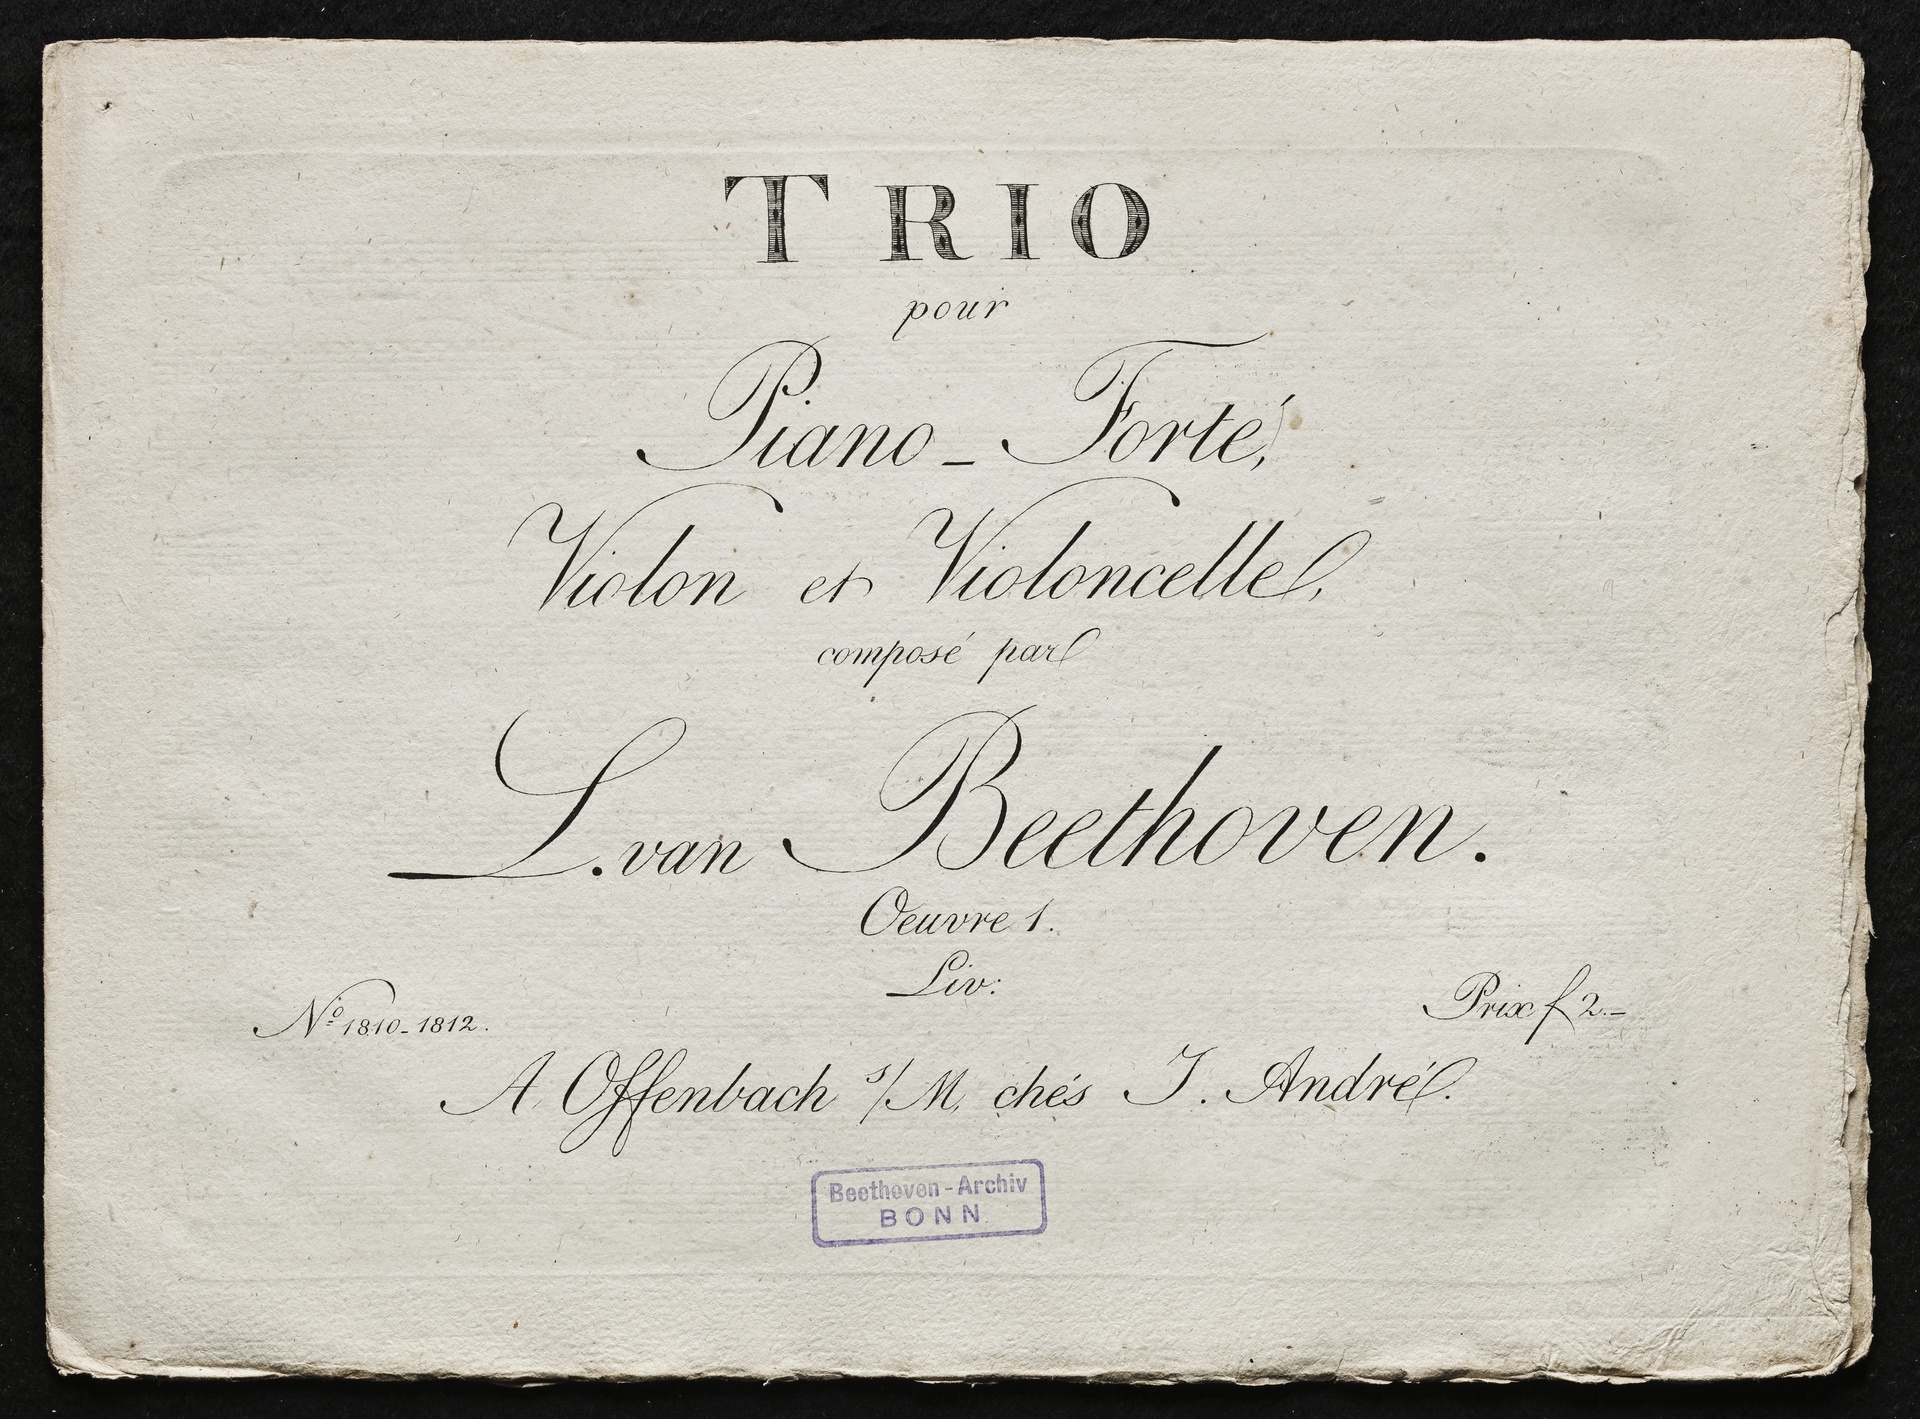 TRIO
pour
Piano-Forté,
Violon et Violoncelle,
composé par
L. van Beethoven.
Oeuvre 1.
Liv:
No. 1810-1812.
Prix f 2.-
A Offenbach s/M, chés J. André.
Beethoven-Archiv
BONN